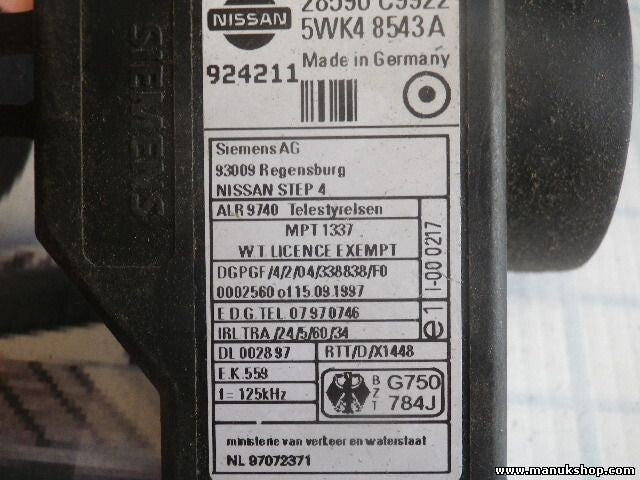 NISSAN
28590 C9922
5WK4 8543A
924211
Made in Germany
SIEMENS
Siemens AG
93009 Regensburg
NISSAN STEP 4
ALR 9740 Telestyrelsen
MPT 1337
W.T LICENCE EXEMPT
DGPGF/4/2/04/338838/F0
0002560 of 15.09.1997
E.D.G.TEL. 07970746
IRL TRA /24/5/60/34
e1 I-00 0217
DL 002897
RTT/D/X1448
E.K.559
f = 125kHz
BZT
G750
784J
ministerie van verkeer en waterstaat
NL 97072371
www.manukshop.com